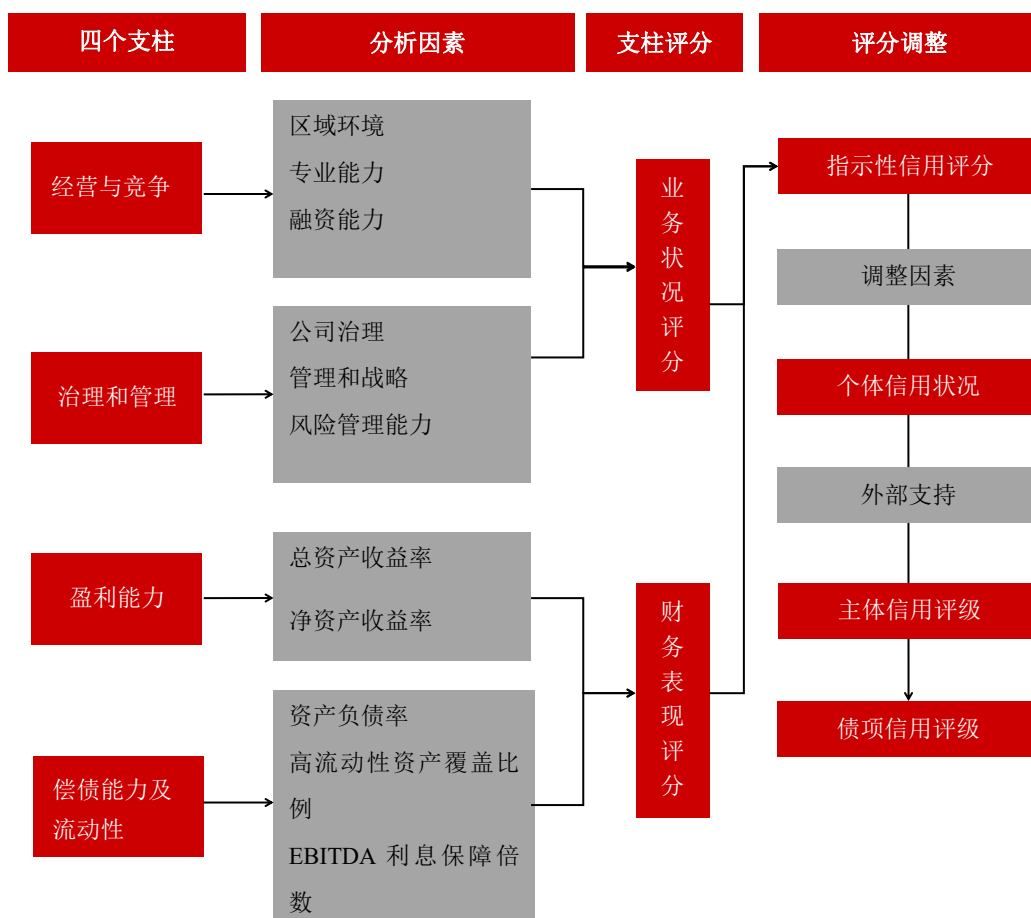 四个支柱
分析因素
支柱评分
评分调整
经营与竞争
区域环境
专业能力
融资能力
治理和管理
公司治理
管理和战略
风险管理能力
盈利能力
总资产收益率
净资产收益率
偿债能力及
流动性
资产负债率
高流动性资产覆盖比
例
EBITDA 利息保障倍
数
业
务
状
况
评
分
财
务
表
现
评
分
指示性信用评分
调整因素
个体信用状况
外部支持
主体信用评级
债项信用评级